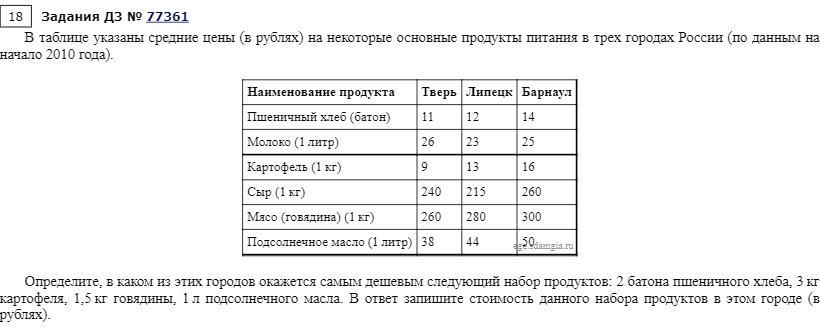 18 Задания ДЗ № 77361
В таблице указаны средние цены (в рублях) на некоторые основные продукты питания в трех городах России (по данным на
начало 2010 года).
Наименование продукта Тверь Липецк Барнаул
Пшеничный хлеб (батон) 11 12 14
Молоко (1 литр) 26 23 25
Картофель (1 кг) 9 13 16
Сыр (1 кг) 240 215 260
Мясо (говядина) (1 кг) 260 280 300
Подсолнечное масло (1 литр) 38 44 50
ege.sdamgia.ru
Определите, в каком из этих городов окажется самым дешевым следующий набор продуктов: 2 батона пшеничного хлеба, 3 кг
картофеля, 1,5 кг говядины, 1 л подсолнечного масла. В ответ запишите стоимость данного набора продуктов в этом городе (в
рублях).